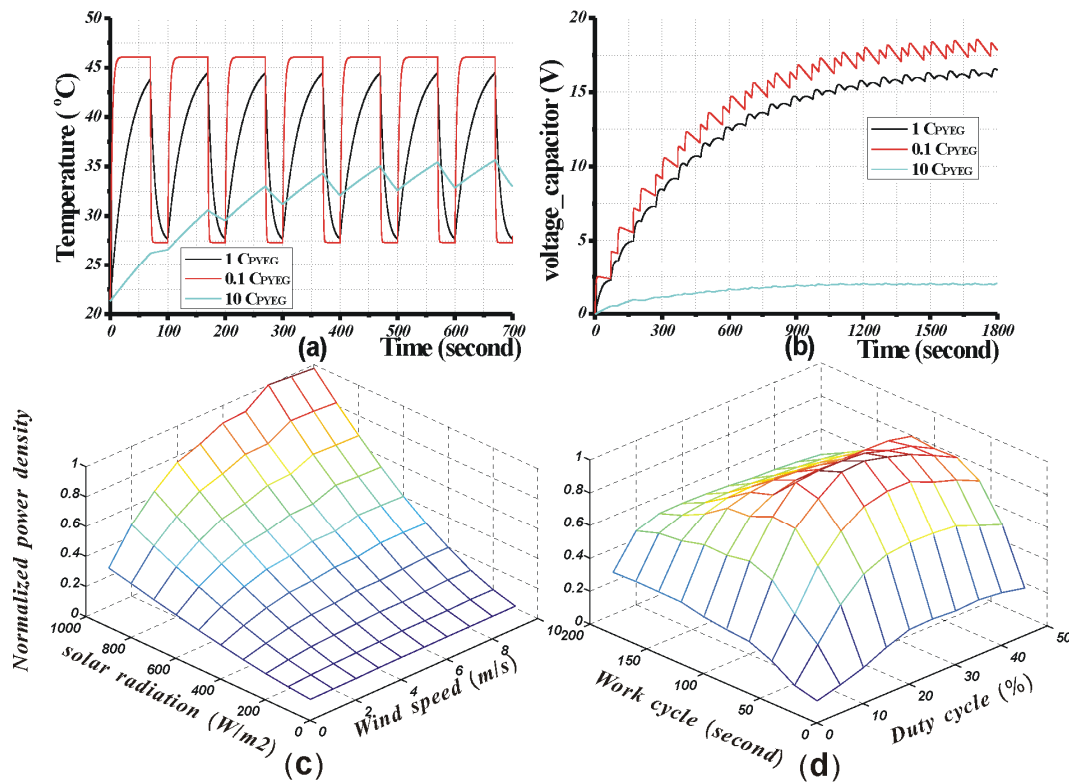 50
45
40
35
30
25
20
Temperature (°C)
1 CPYEG
0.1 CPYEG
10 CPYEG
0 100 200 300 400 500 600 700
Time (second)
(a)
20
15
10
5
0
voltage_capacitor (V)
1 CPYEG
0.1 CPYEG
10 CPYEG
0 300 600 900 1200 1500 1800
Time (second)
(b)
Normalized power density
1
0.8
0.6
0.4
0.2
0
1000
800
600
400
200
0
solar radiation (W/m2)
0
2
4
6
8
10
Wind speed (m/s)
(c)
1
0.8
0.6
0.4
0.2
0
200
150
100
50
0
Work cycle (second)
0
10
20
30
40
50
Duty cycle (%)
(d)